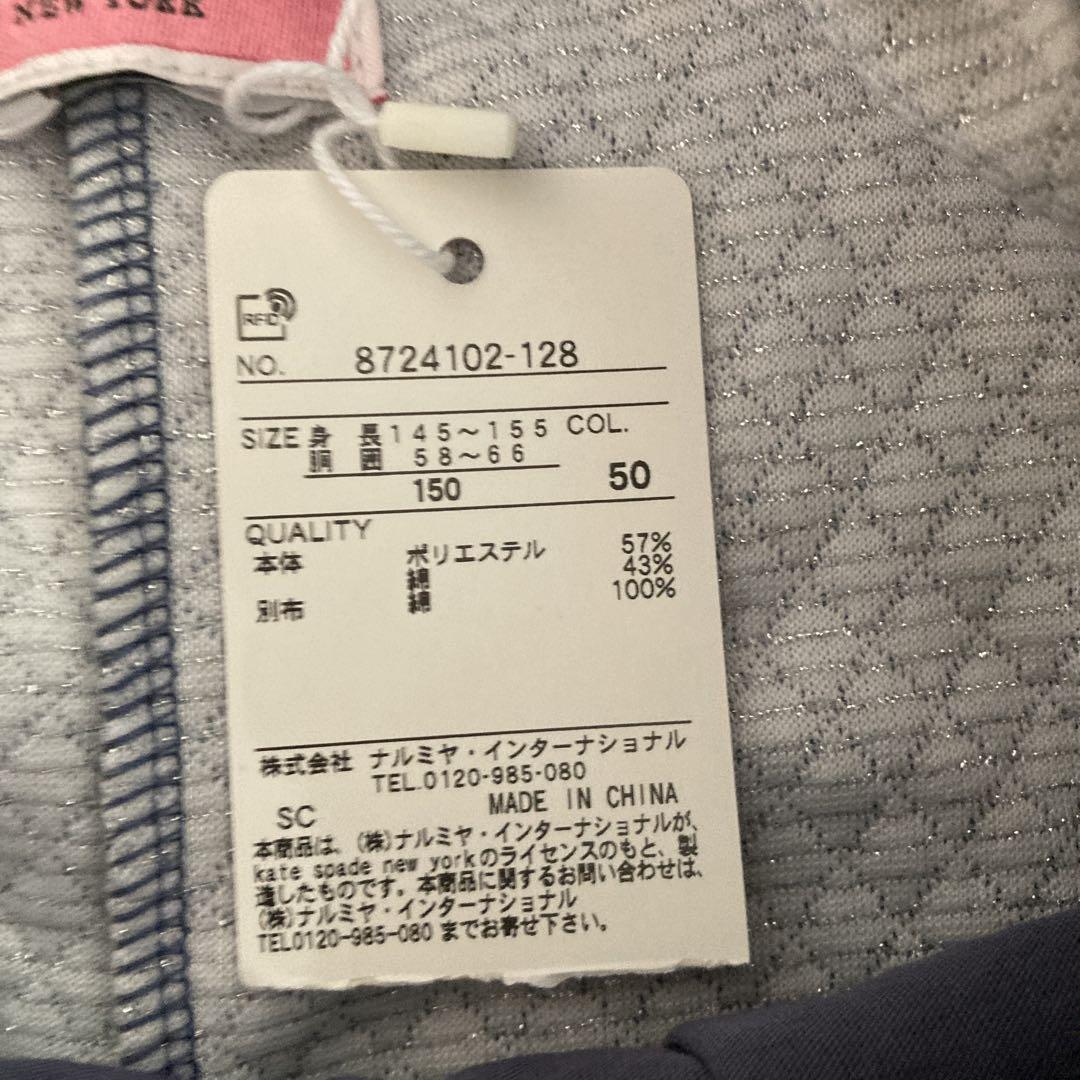 NEW YORK
RFID
NO. 8724102-128
SIZE 身長 145~155 COL.
胴囲 58~66
150 50
QUALITY
本体 ポリエステル 57%
綿 43%
別布 綿 100%
株式会社 ナルミヤ・インターナショナル
TEL.0120-985-080
SC MADE IN CHINA
本商品は、(株)ナルミヤ・インターナショナルが、
kate spade new yorkのライセンスのもと、製
造したものです。本商品に関するお問い合わせは、
(株)ナルミヤ・インターナショナル
TEL0120-985-080 までお寄せ下さい。